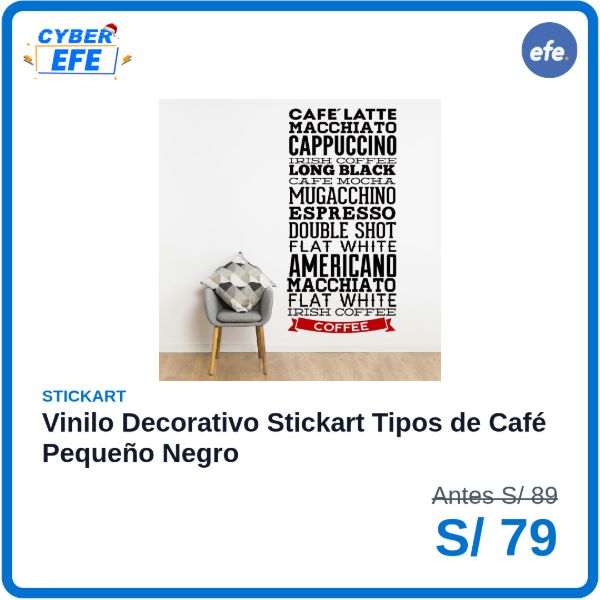 CYBER
EFE
efe.
CAFE´LATTE
MACCHIATO
CAPPUCCINO
IRISH COFFEE
LONG BLACK
CAFE MOCHA
MUGACCHINO
ESPRESSO
DOUBLE SHOT
FLAT WHITE
AMERICANO
MACCHIATO
FLAT WHITE
IRISH COFFEE
COFFEE
STICKART
Vinilo Decorativo Stickart Tipos de Café
Pequeño Negro
Antes S/ 89
S/ 79